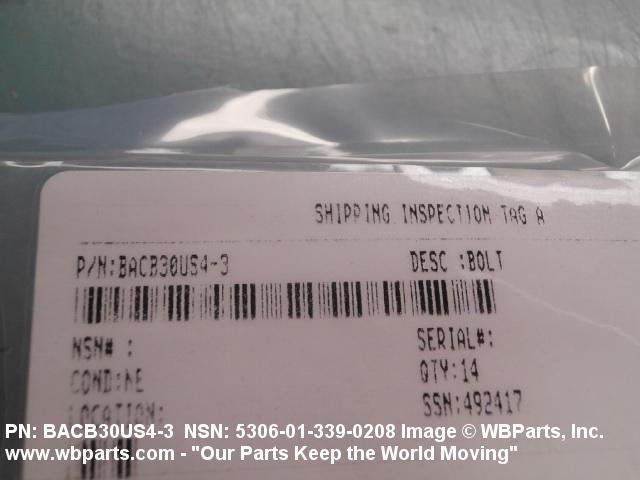 SHIPPING INSPECTION TAG A
P/N:BACB30US4-3 DESC :BOLT
NSN# : SERIAL#:
COND:NE QTY:14
LOCATION: SSN:492417
PN: BACB30US4-3 NSN: 5306-01-339-0208 Image © WBParts, Inc.
www.wbparts.com - "Our Parts Keep the World Moving"